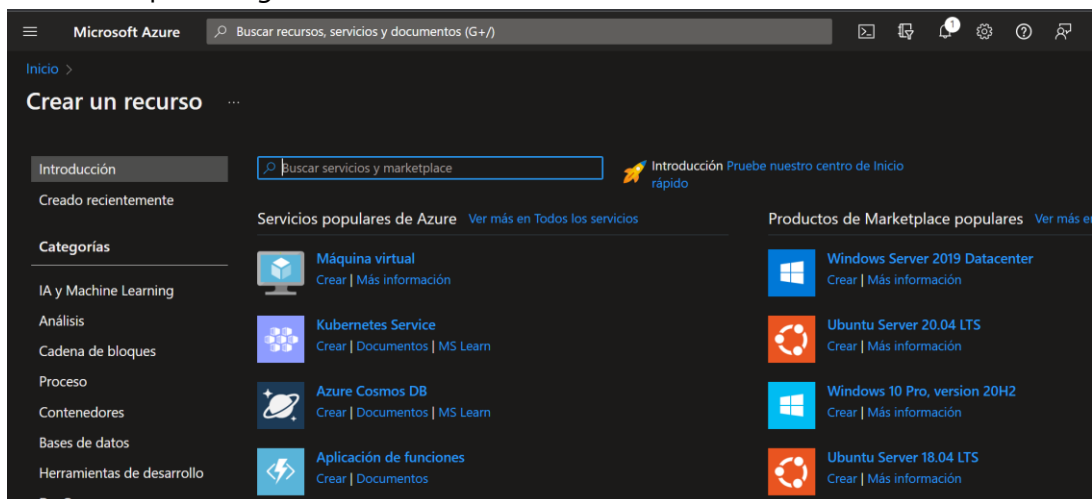 Microsoft Azure
Buscar recursos, servicios y documentos (G+/)
1
Inicio >
Crear un recurso ...
Introducción
Creado recientemente
Categorías
IA y Machine Learning
Análisis
Cadena de bloques
Proceso
Contenedores
Bases de datos
Herramientas de desarrollo
Buscar servicios y marketplace
Introducción Pruebe nuestro centro de Inicio
rápido
Servicios populares de Azure Ver más en Todos los servicios
Máquina virtual
Crear | Más información
Kubernetes Service
Crear | Documentos | MS Learn
Azure Cosmos DB
Crear | Documentos | MS Learn
Aplicación de funciones
Crear | Documentos
Productos de Marketplace populares Ver más en
Windows Server 2019 Datacenter
Crear | Más información
Ubuntu Server 20.04 LTS
Crear | Más información
Windows 10 Pro, version 20H2
Crear | Más información
Ubuntu Server 18.04 LTS
Crear | Más información